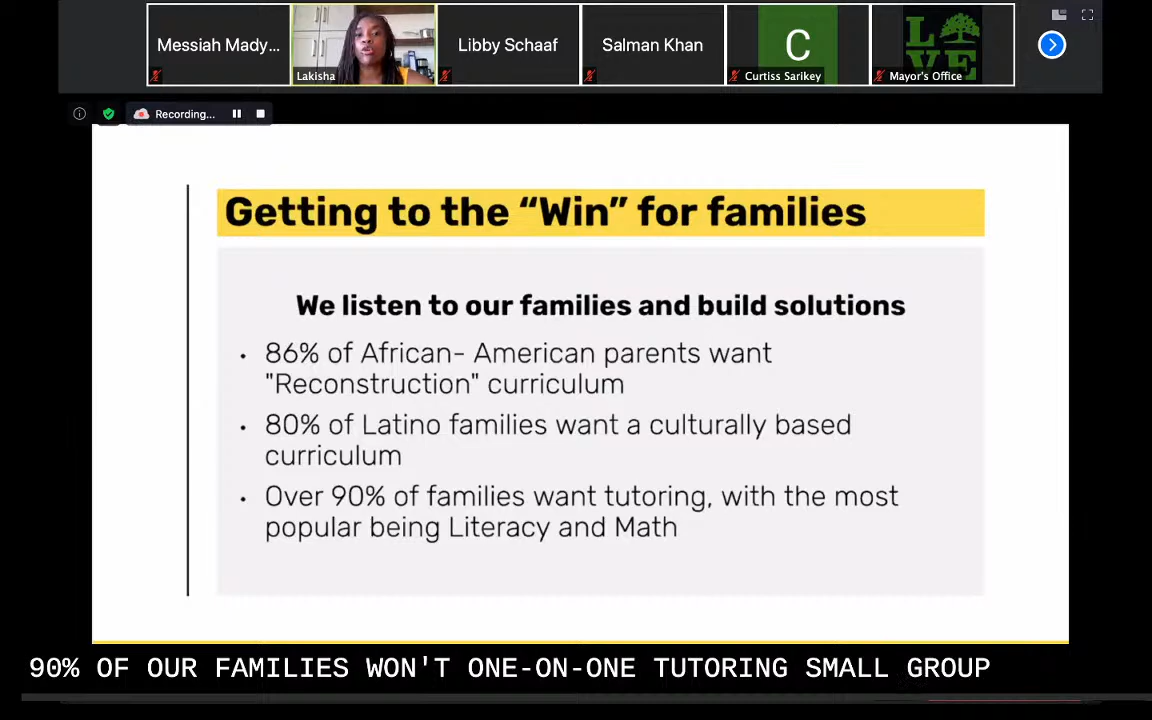 Messiah Mady...
Lakisha
Libby Schaaf
Salman Khan
C
Curtiss Sarikey
LOVE
Mayor's Office
Recording...
Getting to the “Win” for families
We listen to our families and build solutions
• 86% of African- American parents want
"Reconstruction" curriculum
• 80% of Latino families want a culturally based
curriculum
• Over 90% of families want tutoring, with the most
popular being Literacy and Math
90% OF OUR FAMILIES WON'T ONE-ON-ONE TUTORING SMALL GROUP